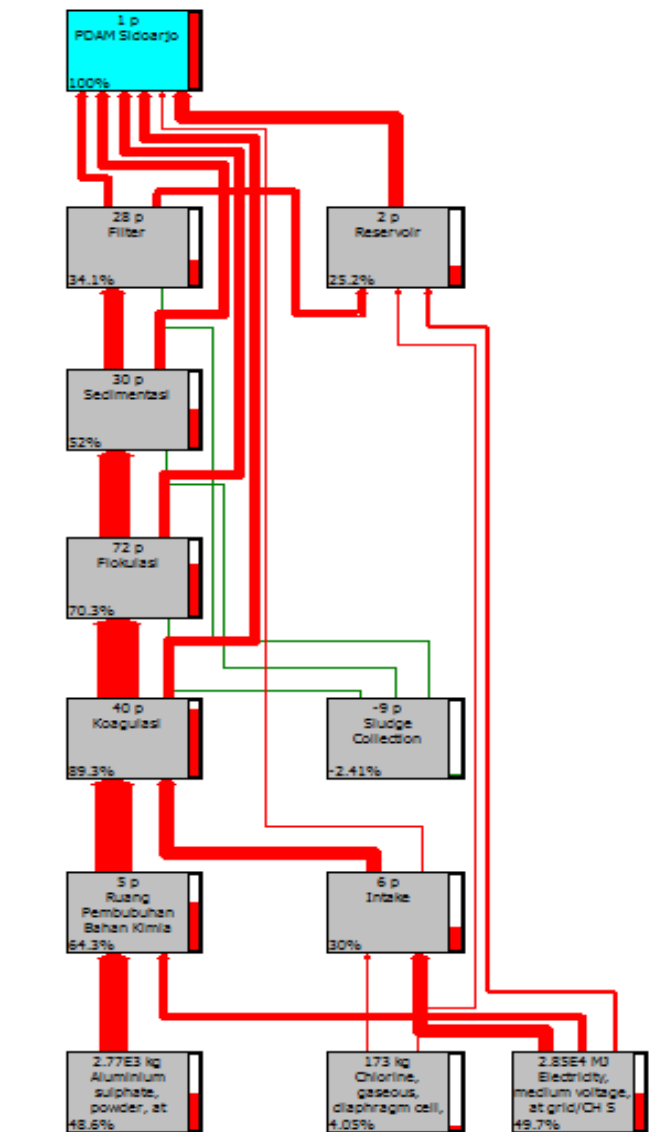 1 p
PDAM Sidoarjo
100%
28 p
Filter
34.1%
2 p
Reservoir
25.2%
30 p
Sedimentasi
52%
72 p
Flokulasi
70.3%
40 p
Koagulasi
89.3%
-9 p
Sludge
Collection
-2.41%
5 p
Ruang
Pembubuhan
Bahan Kimia
64.3%
6 p
Intake
30%
2.77E3 kg
Aluminium
sulphate,
powder, at
48.6%
173 kg
Chlorine,
gaseous,
diaphragm cell,
4.05%
2.85E4 MJ
Electricity,
medium voltage,
at grid/CH S
49.7%